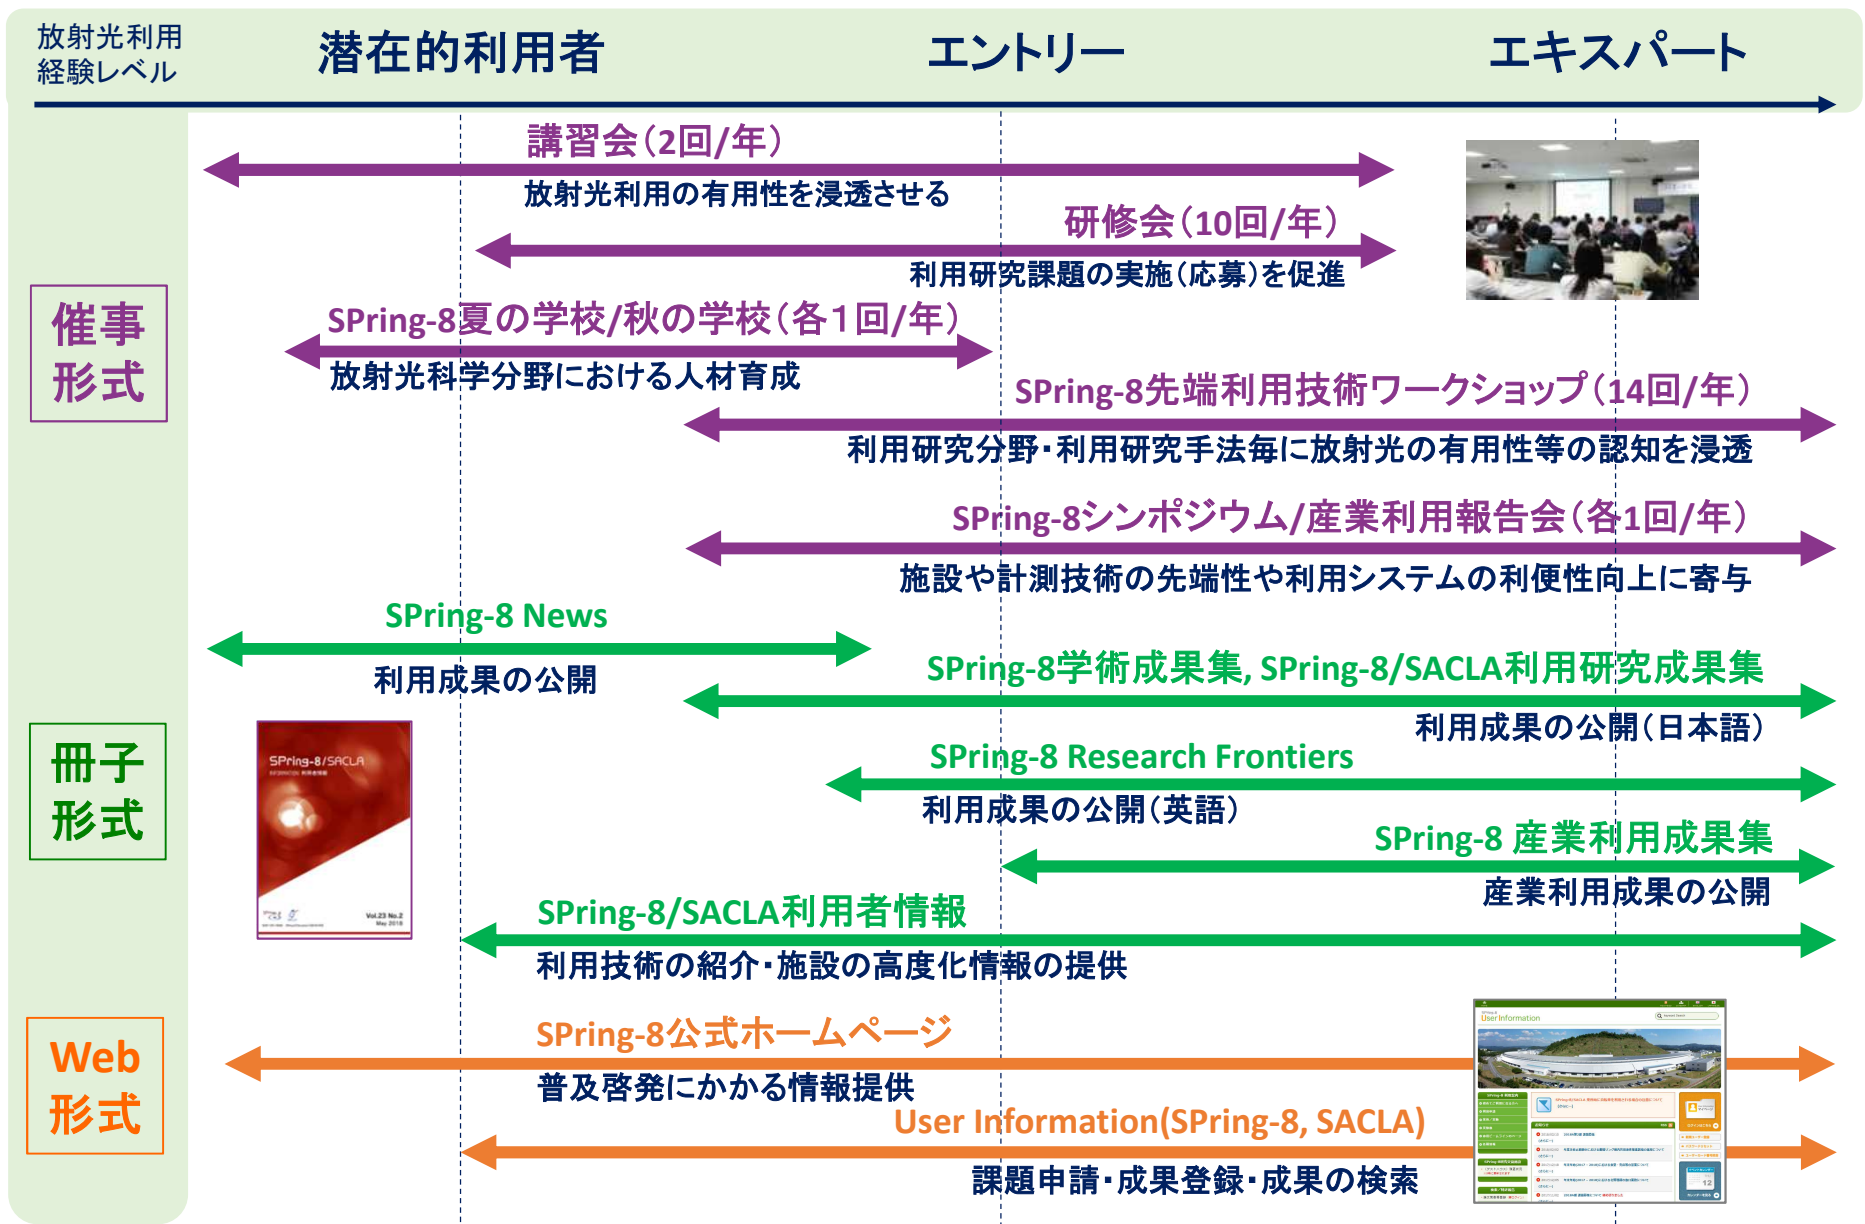 放射光利用
経験レベル
潜在的利用者
エントリー
エキスパート
講習会(2回/年)
放射光利用の有用性を浸透させる
研修会(10回/年)
利用研究課題の実施(応募)を促進
催事
形式
SPring-8夏の学校/秋の学校(各1回/年)
放射光科学分野における人材育成
SPring-8先端利用技術ワークショップ(14回/年)
利用研究分野・利用研究手法毎に放射光の有用性等の認知を浸透
SPring-8シンポジウム/産業利用報告会(各1回/年)
施設や計測技術の先端性や利用システムの利便性向上に寄与
SPring-8 News
利用成果の公開
SPring-8学術成果集, SPring-8/SACLA利用研究成果集
利用成果の公開(日本語)
冊子
形式
SPring-8/SACLA
Vol.23 No.2
May 2018
SPring-8 Research Frontiers
利用成果の公開(英語)
SPring-8 産業利用成果集
産業利用成果の公開
SPring-8/SACLA利用者情報
利用技術の紹介・施設の高度化情報の提供
Web
形式
SPring-8公式ホームページ
普及啓発にかかる情報提供
User Information(SPring-8, SACLA)
課題申請・成果登録・成果の検索
User Information
12